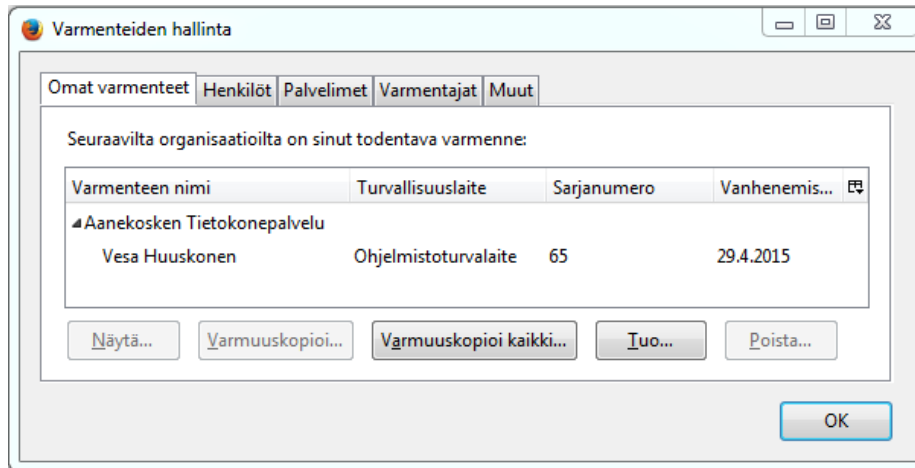 Varmenteiden hallinta
Omat varmenteet Henkilöt Palvelimet Varmentajat Muut
Seuraavilta organisaatioilta on sinut todentava varmenne:
Varmenteen nimi Turvallisuuslaite Sarjanumero Vanhenemis...
Aanekosken Tietokonepalvelu
Vesa Huuskonen Ohjelmistoturvalaite 65 29.4.2015
Näytä... Varmuuskopioi... Varmuuskopioi kaikki... Tuo... Poista...
OK